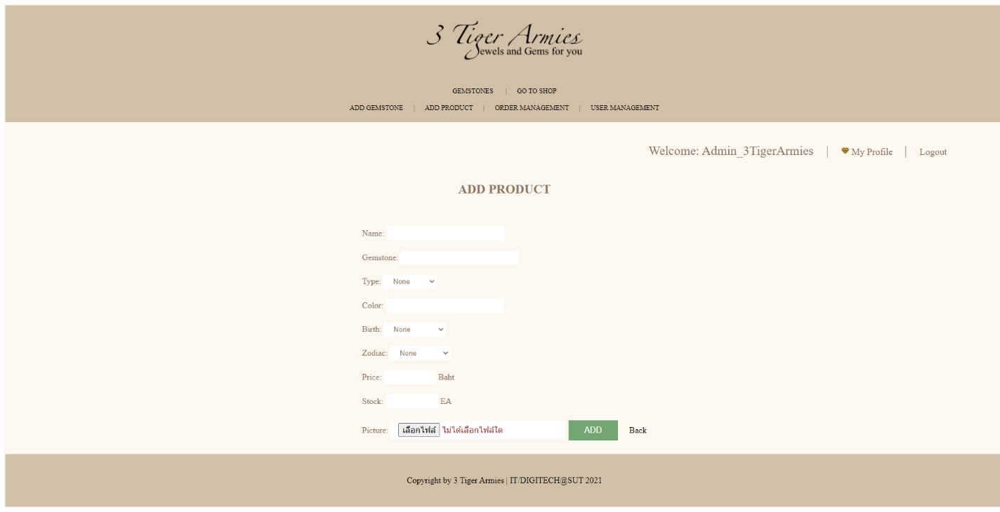 3 Tiger Armies
Jewels and Gems for you
GEMSTONES | GO TO SHOP
ADD GEMSTONE | ADD PRODUCT | ORDER MANAGEMENT | USER MANAGEMENT
Welcome: Admin_3TigerArmies | My Profile | Logout
ADD PRODUCT
Name:
Gemstone:
Type: None
Color:
Birth: None
Zodiac: None
Price: Baht
Stock: EA
Picture: เลือกไฟล์ ไม่ได้เลือกไฟล์ใด ADD Back
Copyright by 3 Tiger Armies | IT/DIGITECH@SUT 2021